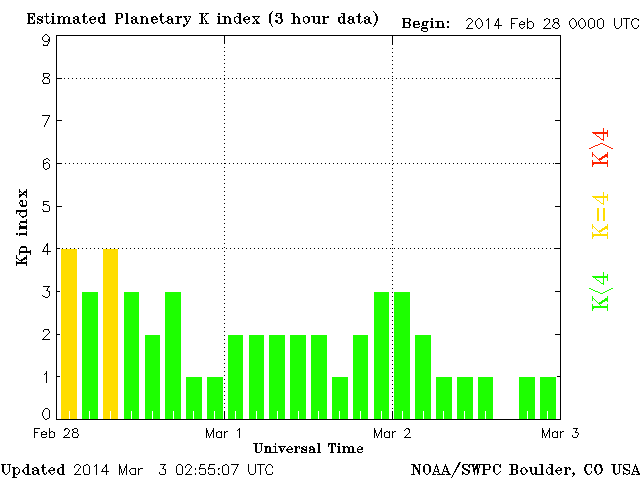 Estimated Planetary K index (3 hour data)
Begin: 2014 Feb 28 0000 UTC
9
8
7
6
5
4
3
2
1
0
Kp index
K>4
K=4
K<4
Feb 28
Mar 1
Mar 2
Mar 3
Universal Time
Updated 2014 Mar 3 02:55:07 UTC
NOAA/SWPC Boulder, CO USA